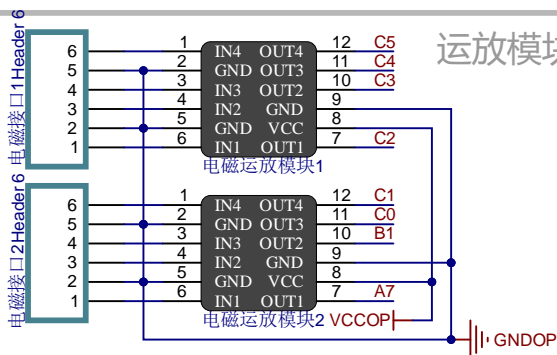 运放模块
电磁接口1Header 6
6 1 IN4 OUT4 12 C5
5 2 GND OUT3 11 C4
4 3 IN3 OUT2 10 C3
3 4 IN2 GND 9
2 5 GND VCC 8
1 6 IN1 OUT1 7 C2
电磁运放模块1
电磁接口2Header 6
6 1 IN4 OUT4 12 C1
5 2 GND OUT3 11 C0
4 3 IN3 OUT2 10 B1
3 4 IN2 GND 9
2 5 GND VCC 8
1 6 IN1 OUT1 7 A7
电磁运放模块2 VCCOP
GNDOP